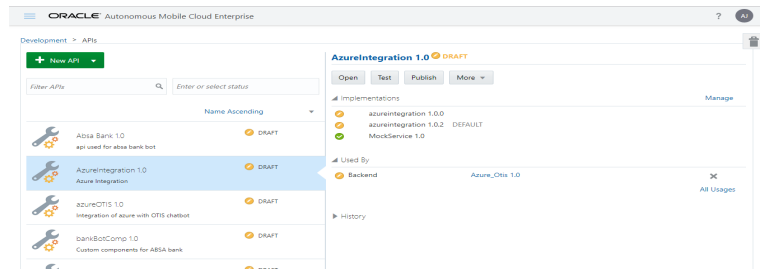 ORACLE® Autonomous Mobile Cloud Enterprise
? AJ
Development > APIs
+ New API
Filter APIs
Enter or select status
Name Ascending
Absa Bank 1.0 DRAFT
api used for absa bank bot
AzureIntegration 1.0 DRAFT
Azure Integration
azureOTIS 1.0 DRAFT
Integration of azure with OTIS chatbot
bankBotComp 1.0 DRAFT
Custom components for ABSA bank
AzureIntegration 1.0 DRAFT
Open Test Publish More
Implementations Manage
azureintegration 1.0.0
azureintegration 1.0.2 DEFAULT
MockService 1.0
Used By
Backend Azure_Otis 1.0
All Usages
History